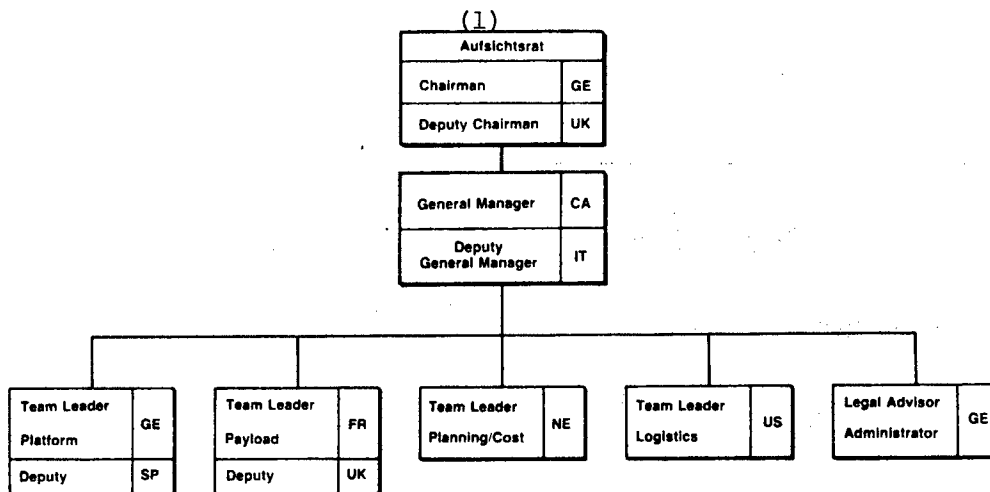 (1)
Aufsichtsrat
Chairman GE
Deputy Chairman UK
General Manager CA
Deputy
General Manager IT
Team Leader
Platform GE
Deputy SP
Team Leader
Payload FR
Deputy UK
Team Leader
Planning/Cost NE
Team Leader
Logistics US
Legal Advisor
Administrator GE